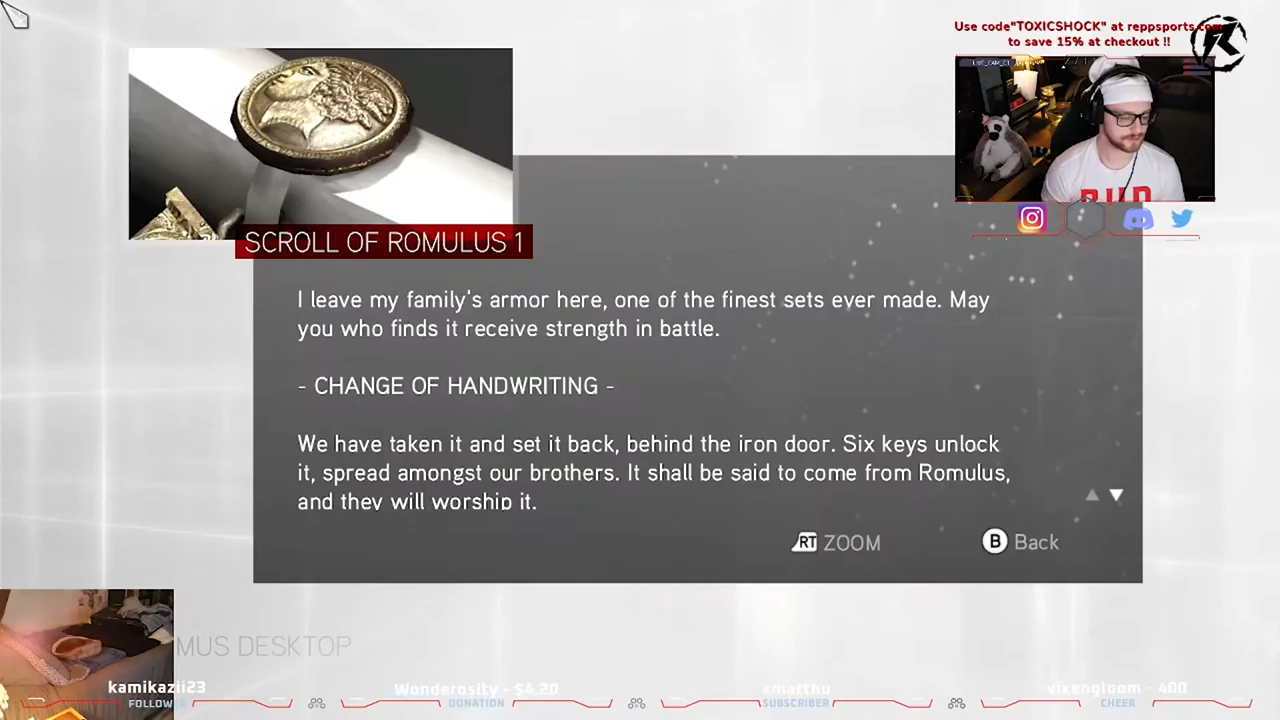 Use code"TOXICSHOCK" at reppsports.com
to save 15% at checkout !!
SCROLL OF ROMULUS 1
I leave my family's armor here, one of the finest sets ever made. May
you who finds it receive strength in battle.
- CHANGE OF HANDWRITING -
We have taken it and set it back, behind the iron door. Six keys unlock
it, spread amongst our brothers. It shall be said to come from Romulus,
and they will worship it.
RT ZOOM
B Back
MUS DESKTOP
kamikazii23
FOLLOW
Wonderosity - $4.20
DONATION
xmatthu
SUBSCRIBER
vixengloom - 400
CHEER